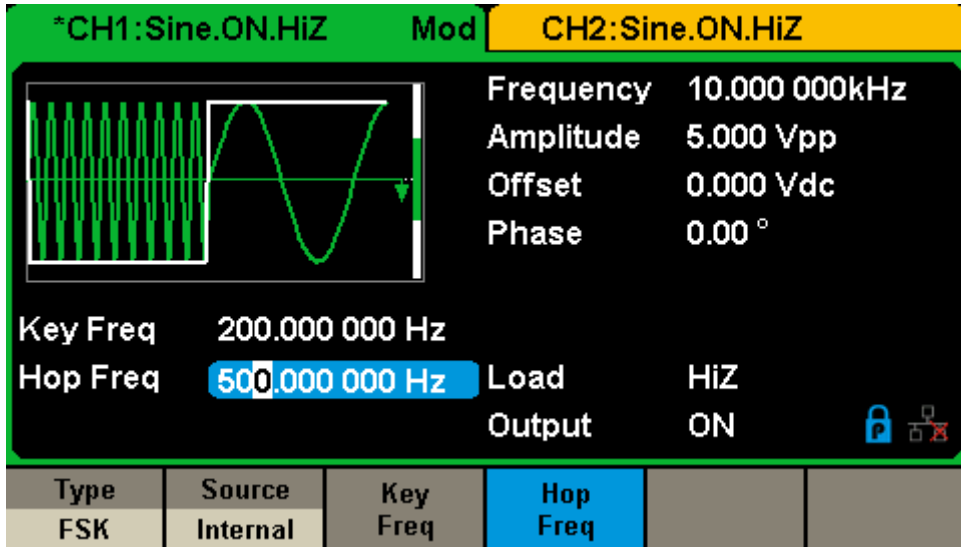 *CH1:Sine.ON.HiZ Mod CH2:Sine.ON.HiZ
Frequency 10.000 000kHz
Amplitude 5.000 Vpp
Offset 0.000 Vdc
Phase 0.00 °
Key Freq 200.000 000 Hz
Hop Freq 500.000 000 Hz Load HiZ
Output ON P
Type Source Key Freq Hop Freq
FSK Internal